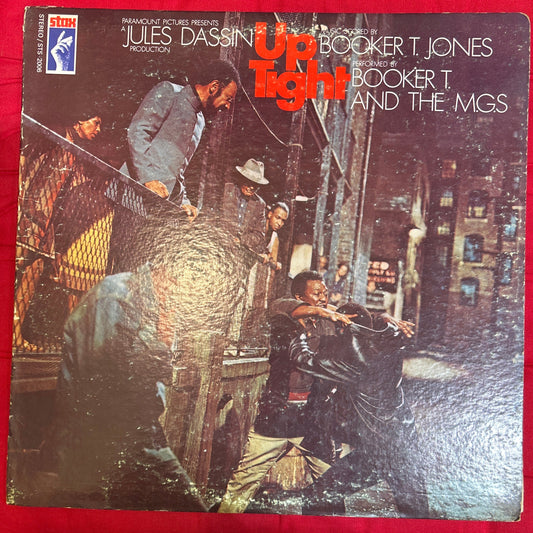 stax
STEREO / STS 2006
PARAMOUNT PICTURES PRESENTS
A JULES DASSIN
PRODUCTION
Up
Tight
MUSIC SCORED BY
BOOKER T. JONES
PERFORMED BY
BOOKER T.
AND THE M.G.S